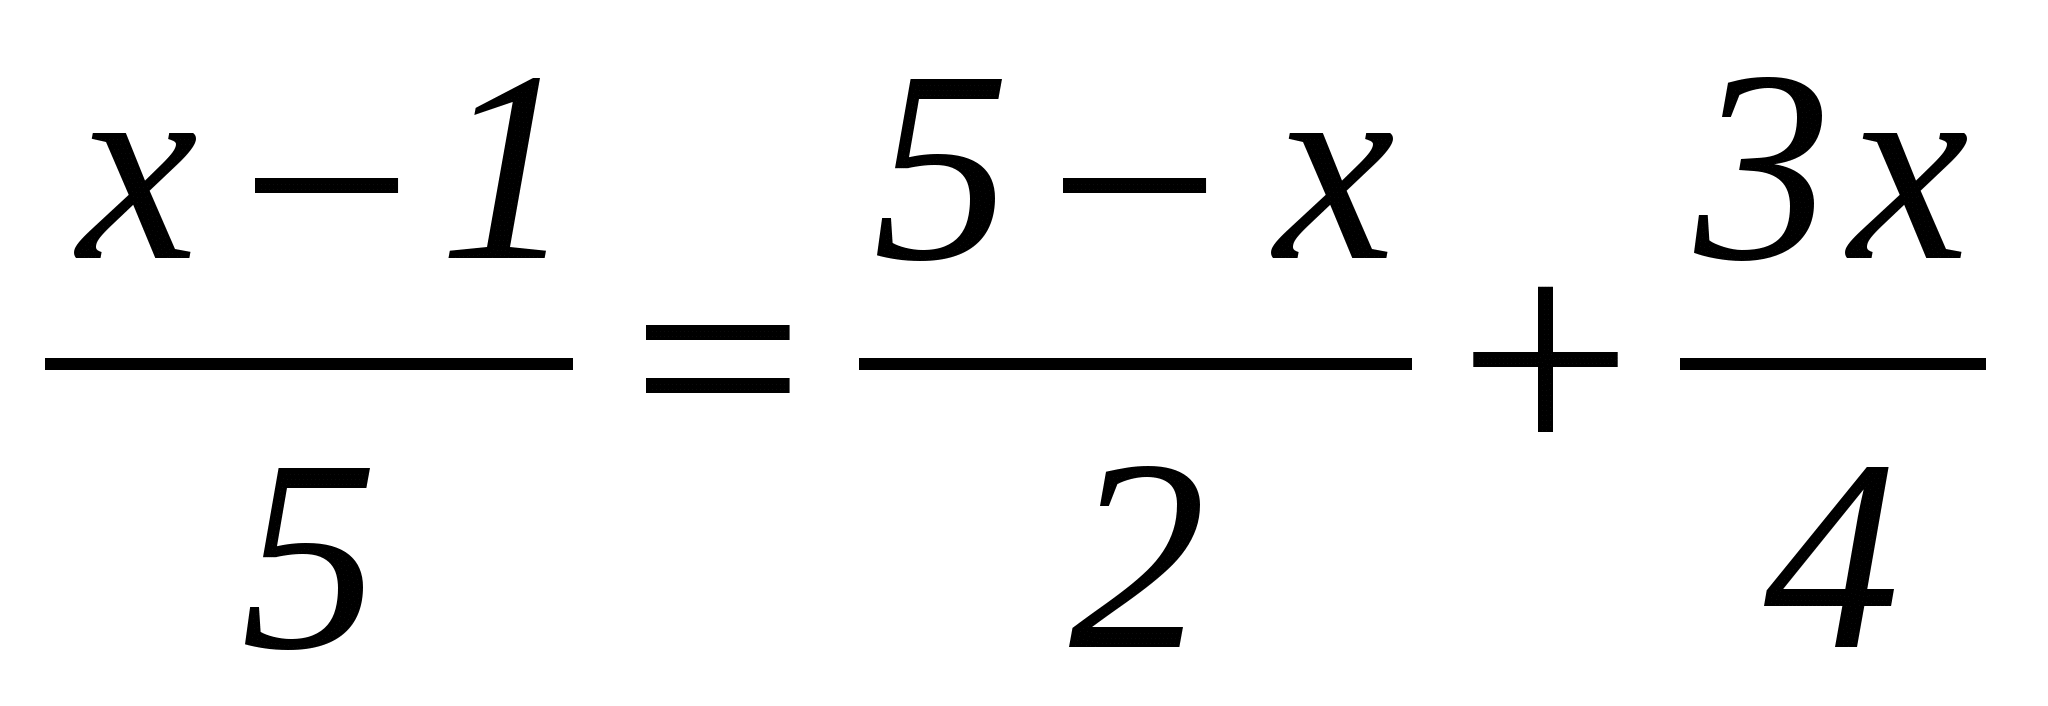 x − 1 / 5 = 5 − x / 2 + 3x / 4